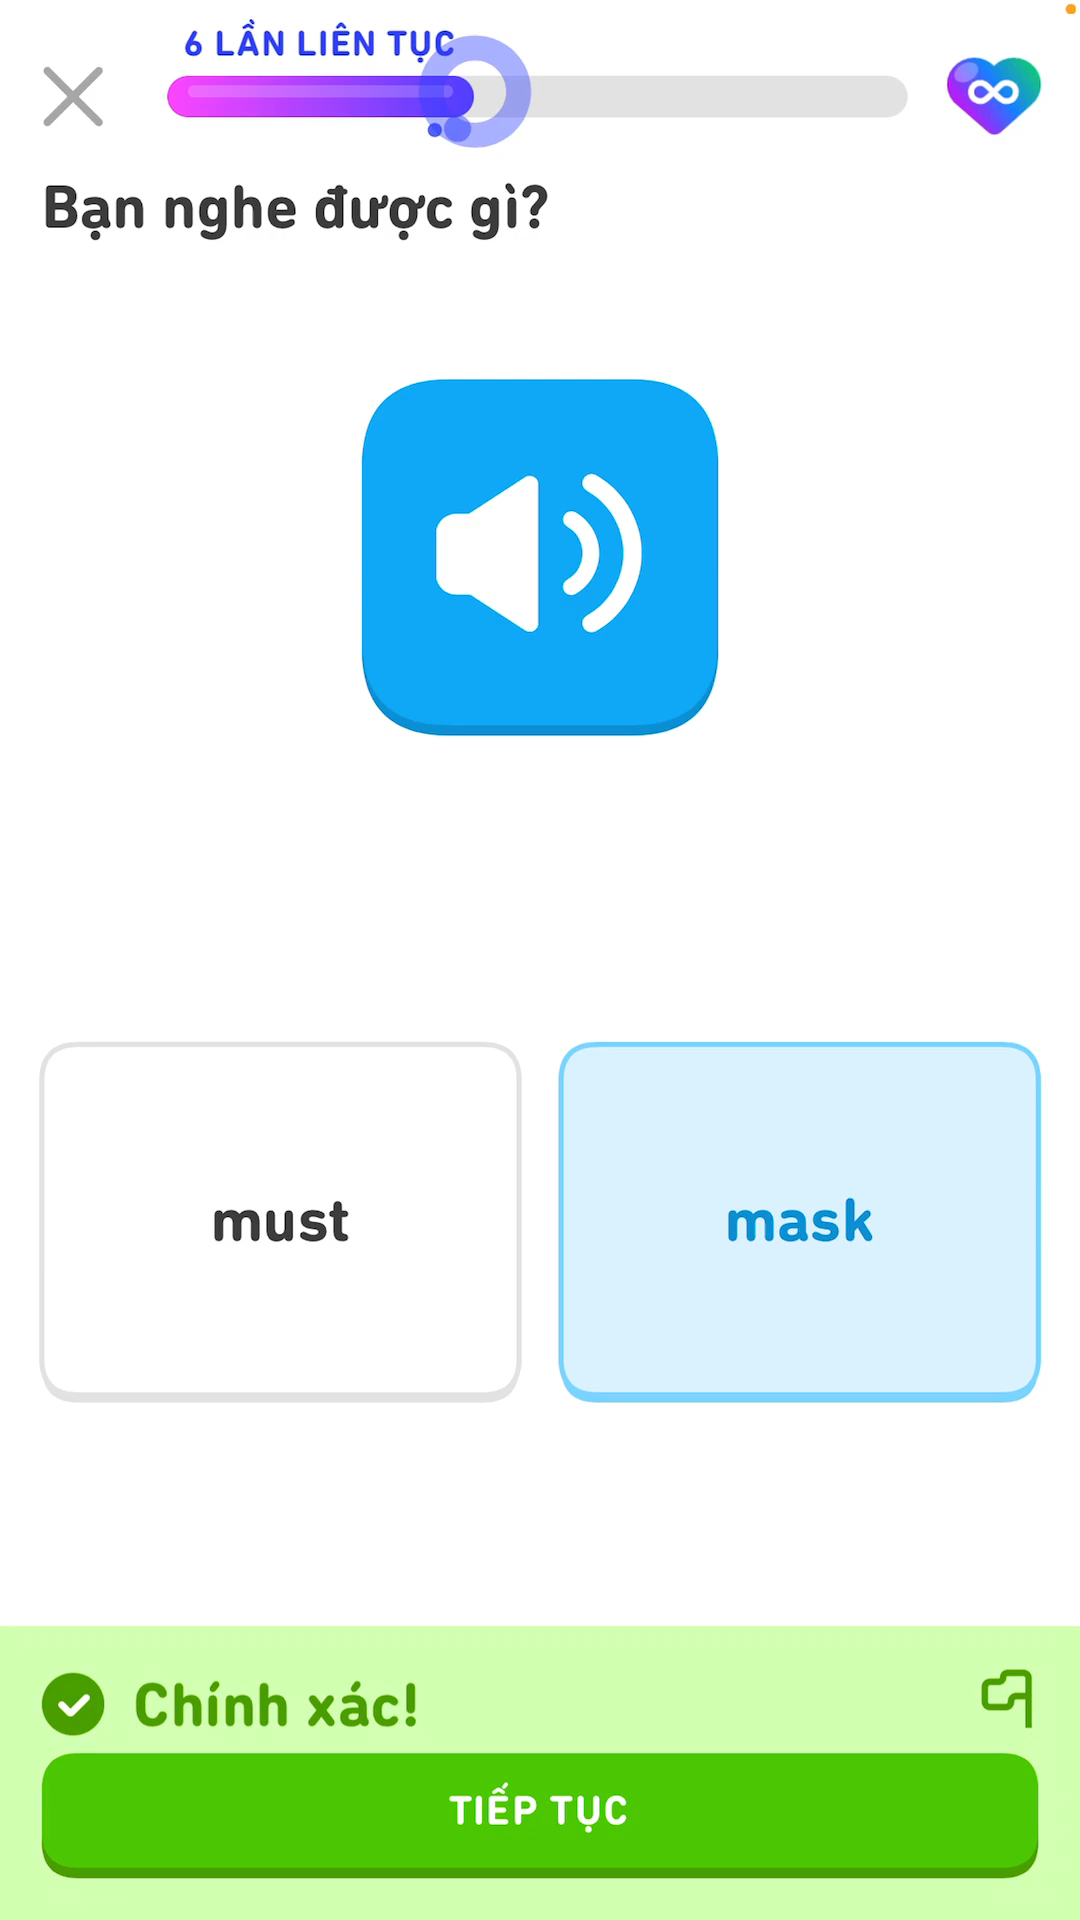 6 LẦN LIÊN TỤC
Bạn nghe được gì?
must
mask
Chính xác!
TIẾP TỤC